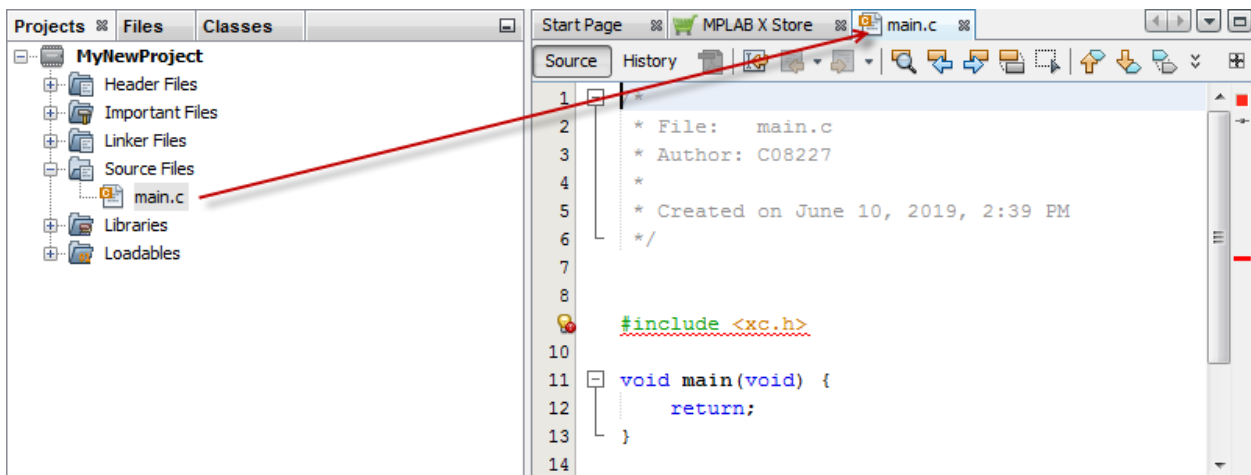 Projects Files Classes
MyNewProject
Header Files
Important Files
Linker Files
Source Files
main.c
Libraries
Loadables
Start Page MPLAB X Store main.c
Source History
1 /*
2 * File:   main.c
3 * Author: C08227
4 *
5 * Created on June 10, 2019, 2:39 PM
6 */
7
8
#include <xc.h>
10
11 void main(void) {
12 return;
13 }
14